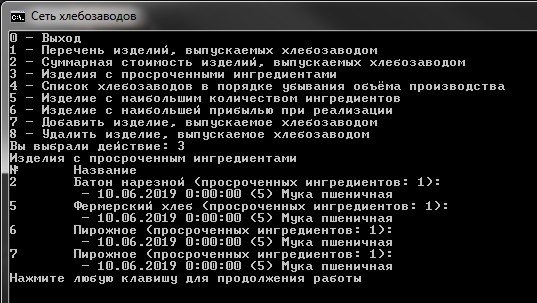 Сеть хлебозаводов
0 - Выход
1 - Перечень изделий, выпускаемых хлебозаводом
2 - Суммарная стоимость изделий, выпускаемых хлебозаводом
3 - Изделия с просроченными ингредиентами
4 - Список хлебозаводов в порядке убывания объёма производства
5 - Изделие с наибольшим количеством ингредиентов
6 - Изделие с наибольшей прибылью при реализации
7 - Добавить изделие, выпускаемое хлебозаводом
8 - Удалить изделие, выпускаемое хлебозаводом
Вы выбрали действие: 3
Изделия с просроченным ингредиентами
№ Название
2 Батон нарезной (просроченных ингредиентов: 1):
- 10.06.2019 0:00:00 (5) Мука пшеничная
5 Фермерский хлеб (просроченных ингредиентов: 1):
- 10.06.2019 0:00:00 (5) Мука пшеничная
6 Пирожное (просроченных ингредиентов: 1):
- 10.06.2019 0:00:00 (5) Мука пшеничная
7 Пирожное (просроченных ингредиентов: 1):
- 10.06.2019 0:00:00 (5) Мука пшеничная
Нажмите любую клавишу для продолжения работы